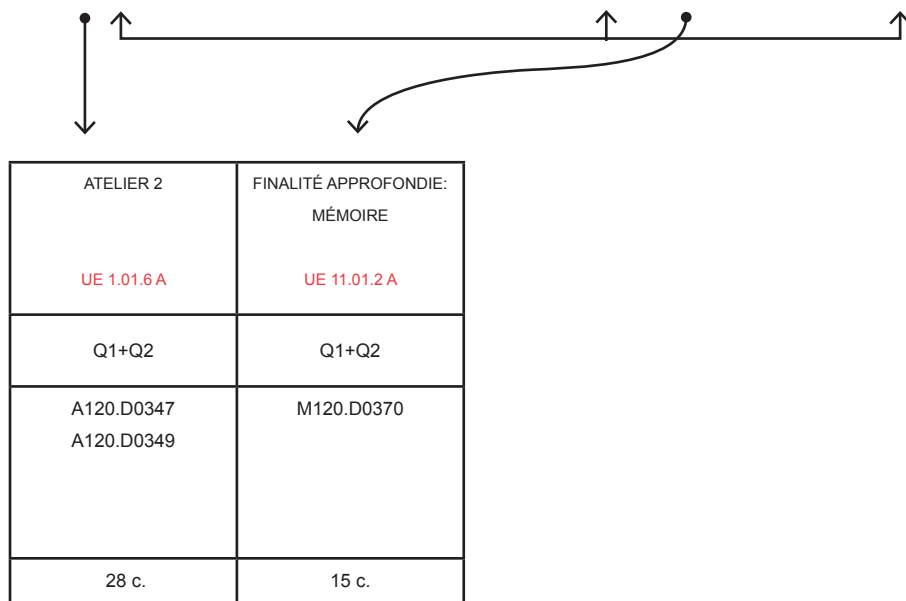 ATELIER 2
UE 1.01.6 A
FINALITÉ APPROFONDIE:
MÉMOIRE
UE 11.01.2 A
Q1+Q2
Q1+Q2
A120.D0347
A120.D0349
M120.D0370
28 c.
15 c.